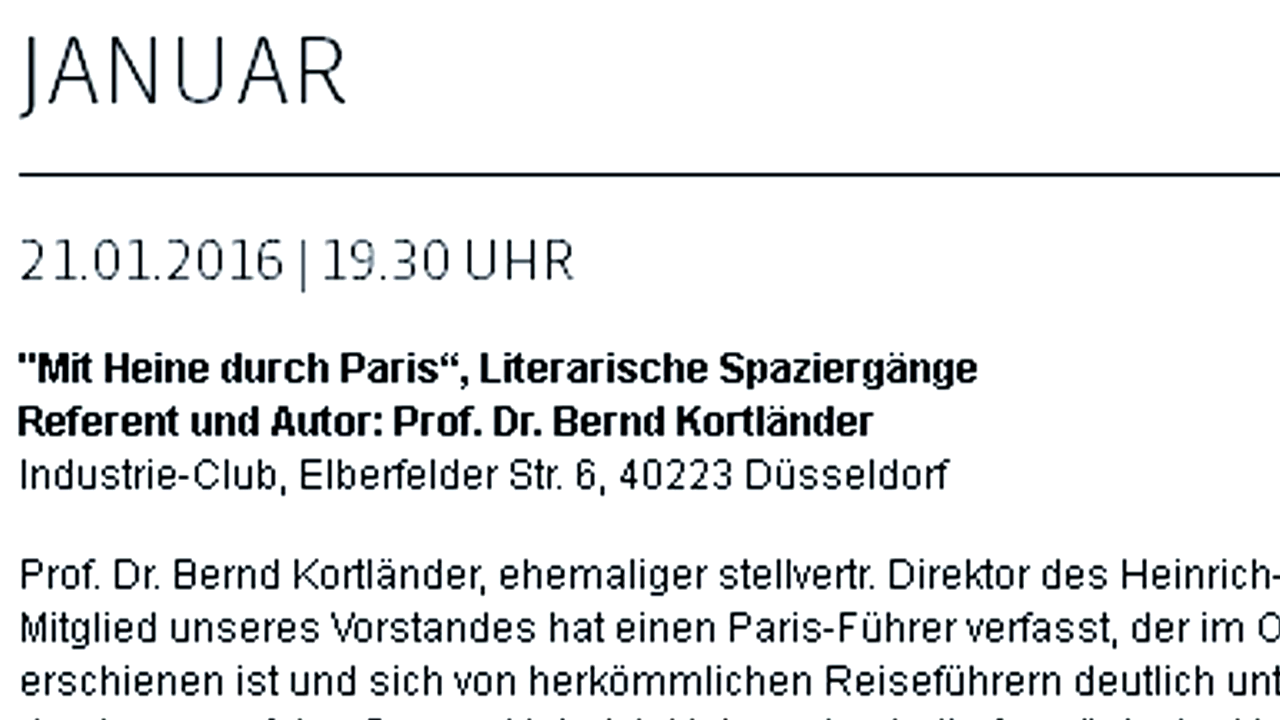 JANUAR
21.01.2016 | 19.30 UHR
"Mit Heine durch Paris“, Literarische Spaziergänge
Referent und Autor: Prof. Dr. Bernd Kortländer
Industrie-Club, Elberfelder Str. 6, 40223 Düsseldorf
Prof. Dr. Bernd Kortländer, ehemaliger stellvertr. Direktor des Heinrich-
Mitglied unseres Vorstandes hat einen Paris-Führer verfasst, der im
erschienen ist und sich von herkömmlichen Reiseführern deutlich